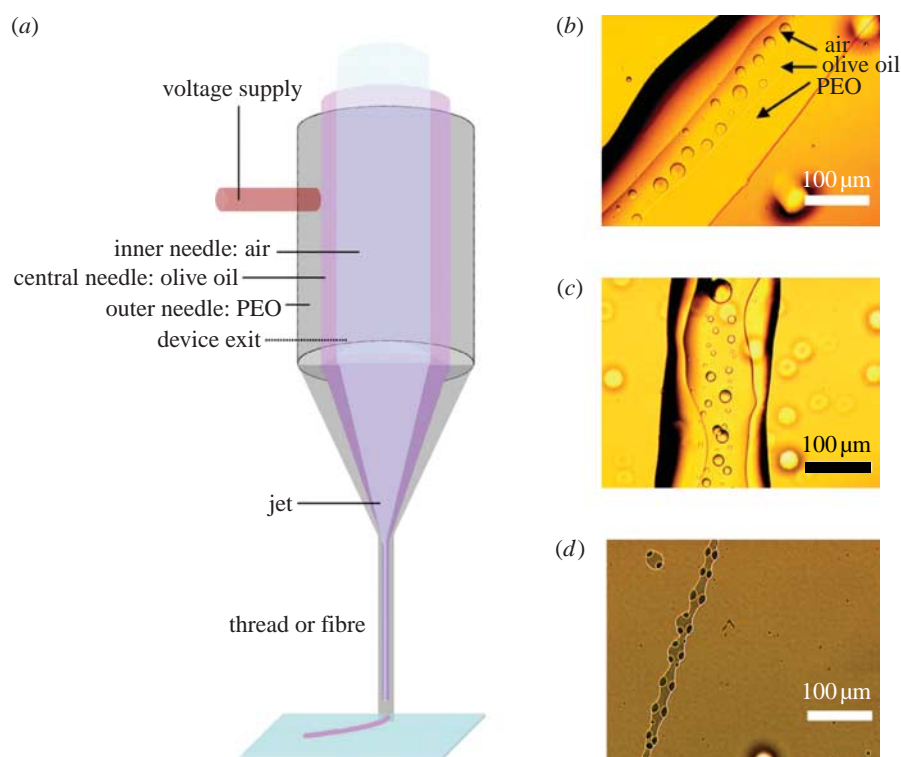 (a)
voltage supply
inner needle: air
central needle: olive oil
outer needle: PEO
device exit
jet
thread or fibre
(b)
air
olive oil
PEO
100 µm
(c)
100 µm
(d)
100 µm